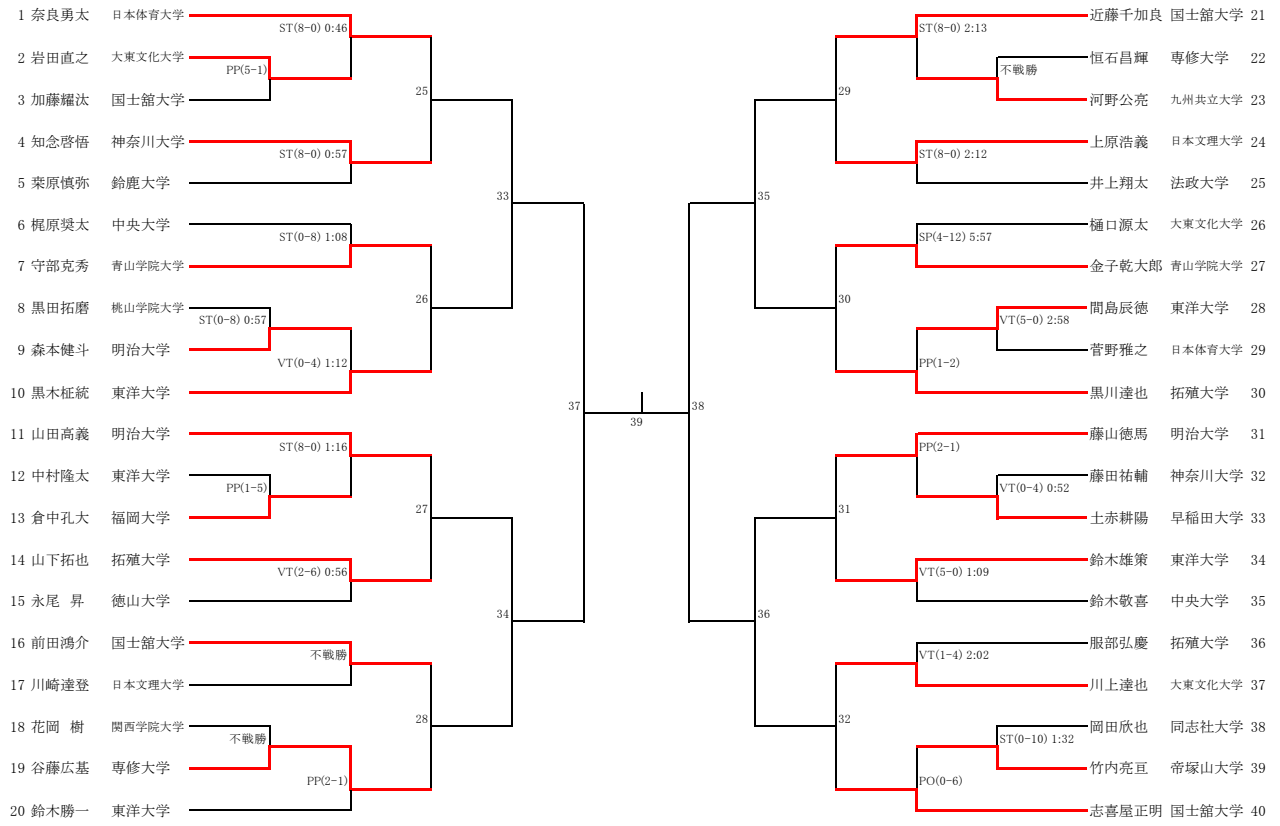 1 奈良勇太 日本体育大学
ST(8-0) 0:46
2 岩田直之 大東文化大学
PP(5-1)
3 加藤耀汰 国士舘大学
25
4 知念啓悟 神奈川大学
ST(8-0) 0:57
5 桒原慎弥 鈴鹿大学
33
6 梶原奨太 中央大学
ST(0-8) 1:08
7 守部克秀 青山学院大学
26
8 黒田拓磨 桃山学院大学
ST(0-8) 0:57
9 森本健斗 明治大学
VT(0-4) 1:12
10 黒木柾統 東洋大学
37
11 山田高義 明治大学
ST(8-0) 1:16
12 中村隆太 東洋大学
PP(1-5)
13 倉中孔大 福岡大学
27
14 山下拓也 拓殖大学
VT(2-6) 0:56
15 永尾 昇 徳山大学
34
16 前田鴻介 国士舘大学
不戦勝
17 川崎達登 日本文理大学
28
18 花岡 樹 関西学院大学
不戦勝
19 谷藤広基 専修大学
PP(2-1)
20 鈴木勝一 東洋大学
39
近藤千加良 国士舘大学 21
ST(8-0) 2:13
恒石昌輝 専修大学 22
不戦勝
河野公亮 九州共立大学 23
29
上原浩義 日本文理大学 24
ST(8-0) 2:12
井上翔太 法政大学 25
35
樋口源太 大東文化大学 26
SP(4-12) 5:57
金子乾大郎 青山学院大学 27
30
間島辰徳 東洋大学 28
VT(5-0) 2:58
菅野雅之 日本体育大学 29
PP(1-2)
黒川達也 拓殖大学 30
38
藤山徳馬 明治大学 31
PP(2-1)
藤田祐輔 神奈川大学 32
VT(0-4) 0:52
土赤耕陽 早稲田大学 33
31
鈴木雄策 東洋大学 34
VT(5-0) 1:09
鈴木敬喜 中央大学 35
36
服部弘慶 拓殖大学 36
VT(1-4) 2:02
川上達也 大東文化大学 37
32
岡田欣也 同志社大学 38
ST(0-10) 1:32
竹内亮亘 帝塚山大学 39
PO(0-6)
志喜屋正明 国士舘大学 40